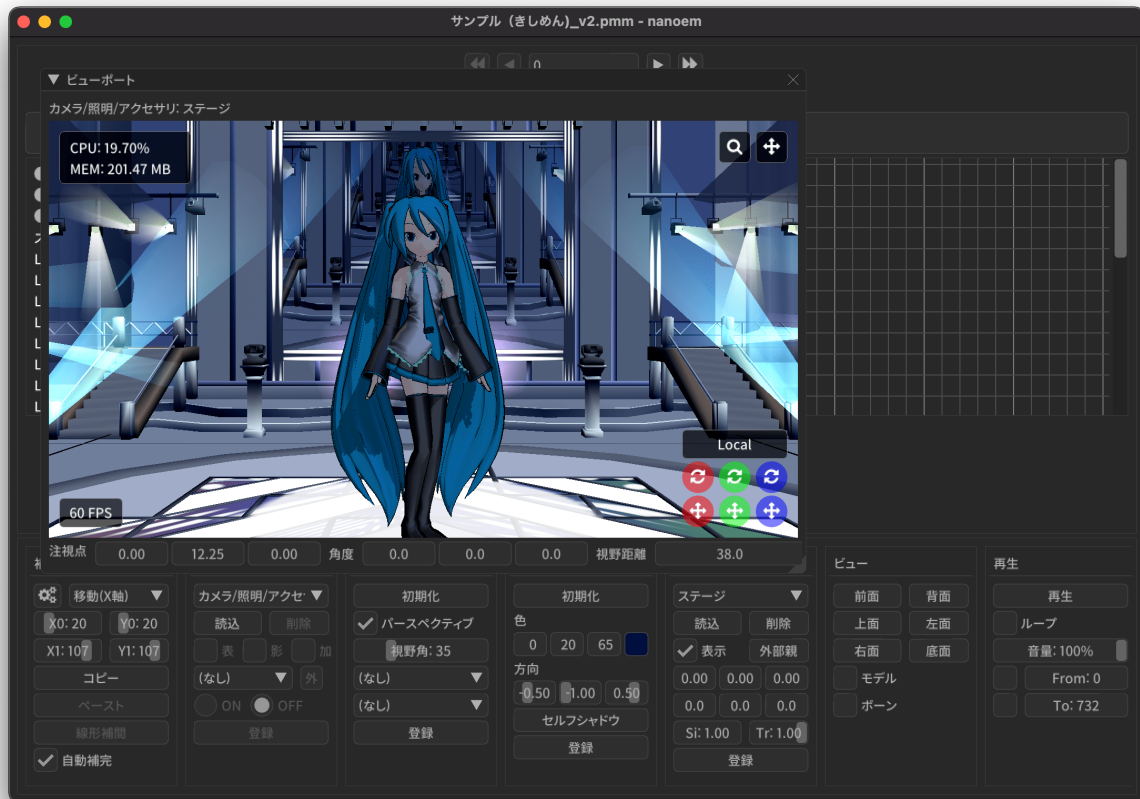 サンプル（きしめん)_v2.pmm - nanoem
0
▼ ビューポート
カメラ/照明/アクセサリ: ステージ
CPU: 19.70%
MEM: 201.47 MB
Local
60 FPS
注視点 0.00 12.25 0.00 角度 0.0 0.0 0.0 視野距離 38.0
移動(X軸)
X0: 20 Y0: 20
X1: 107 Y1: 107
コピー
ペースト
線形補間
自動補完
カメラ/照明/アクセ
読込 削除
表 影 加
(なし) 外
ON OFF
登録
初期化
パースペクティブ
視野角: 35
(なし)
(なし)
登録
初期化
色
0 20 65
方向
-0.50 -1.00 0.50
セルフシャドウ
登録
ステージ
読込 削除
表示 外部親
0.00 0.00 0.00
0.0 0.0 0.0
Si: 1.00 Tr: 1.00
登録
ビュー
前面 背面
上面 左面
右面 底面
モデル
ボーン
再生
再生
ループ
音量: 100%
From: 0
To: 732